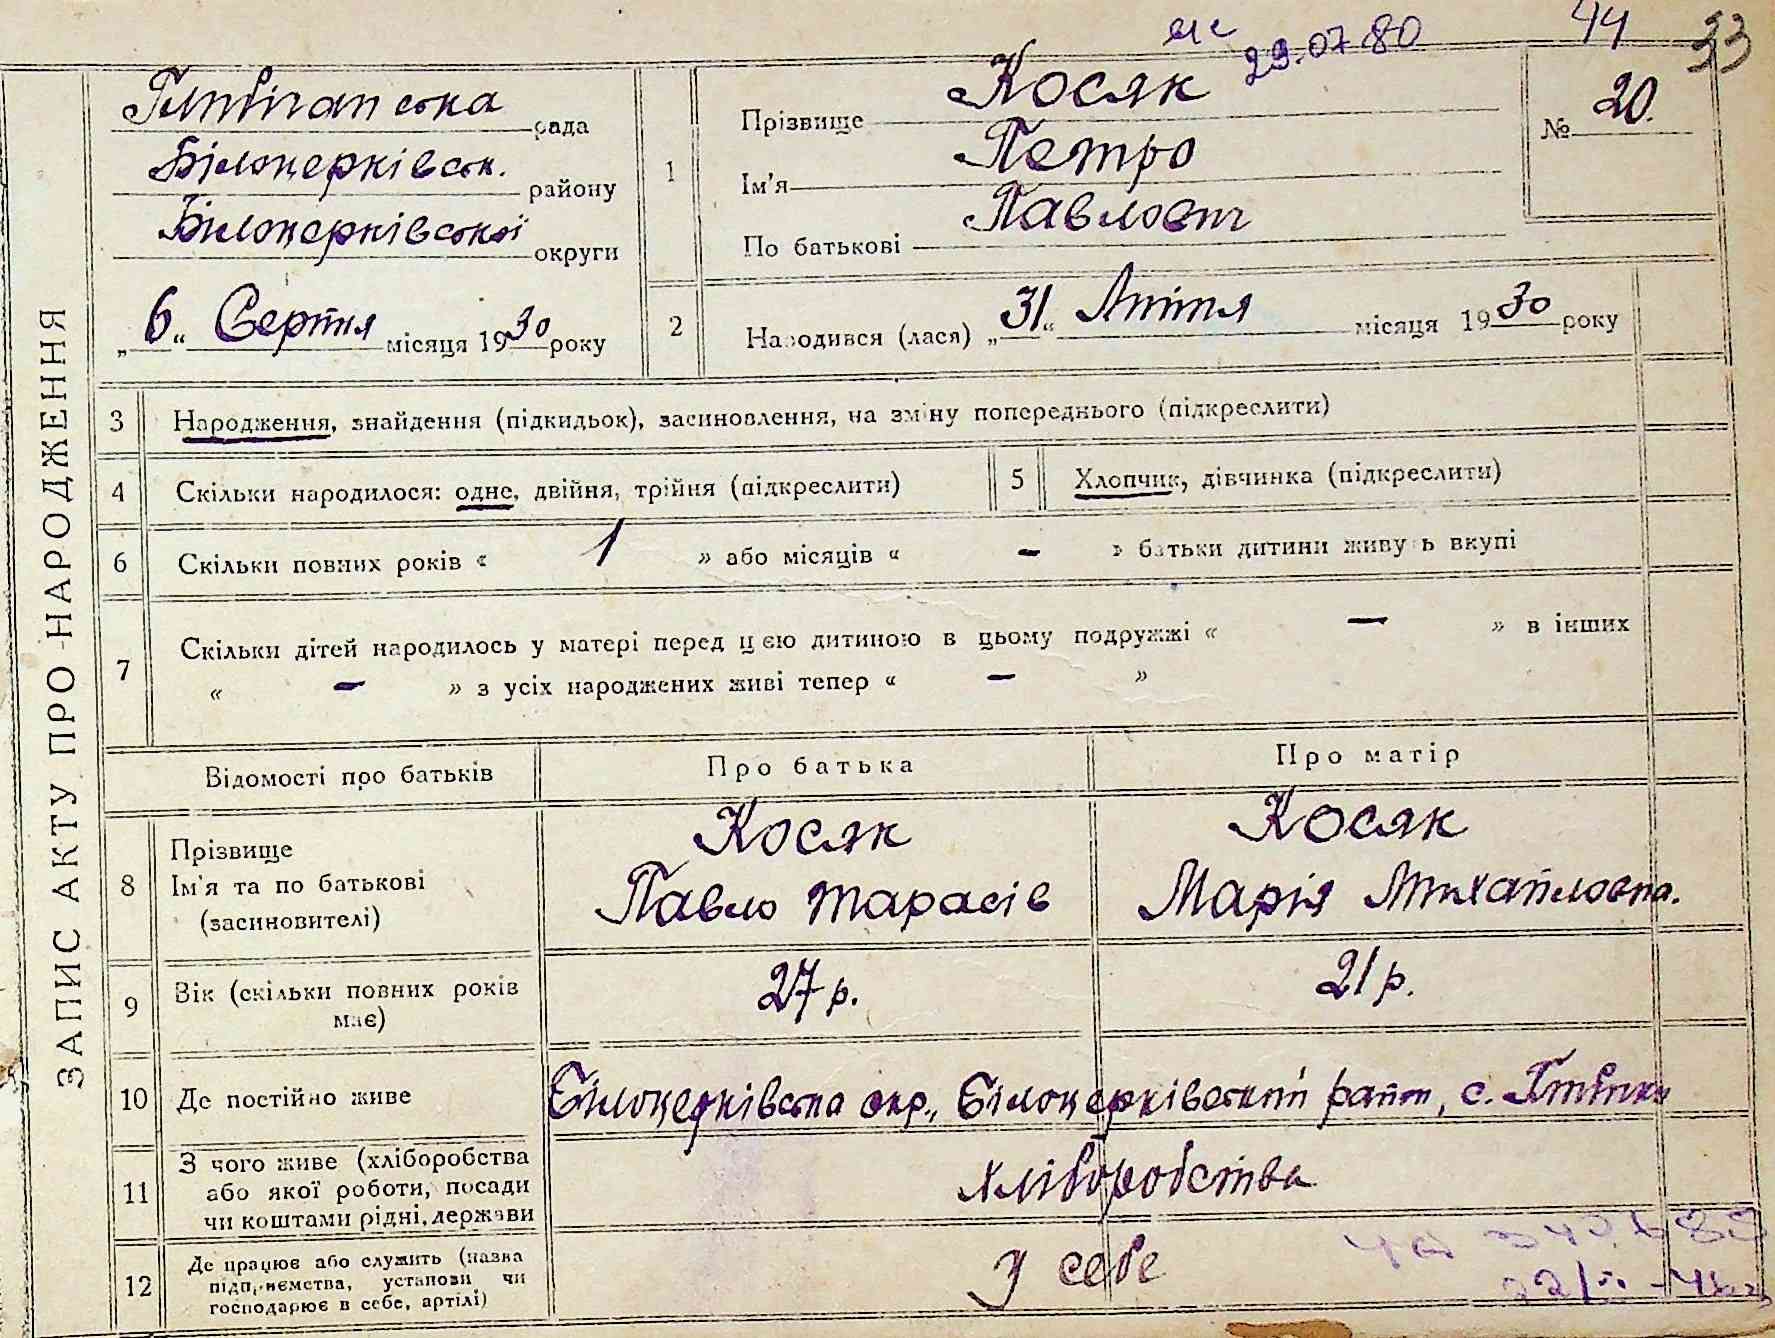 29.07.80
44
33
рада
Білоцерківськ. району
Білоцерківської округи
„6“ Серпня місяця 1930 року
ЗАПИС АКТУ ПРО НАРОДЖЕННЯ
1
Прізвище Косяк
Ім'я Петро
По батькові Павлович
№ 20.
2
Народився (лася) „31“ Липня місяця 1930 року
3 Народження, знайдення (підкидьок), засиновлення, на зміну попереднього (підкреслити)
4 Скільки народилося: одне, двійня, трійня (підкреслити)
5 Хлопчик, дівчинка (підкреслити)
6 Скільки повних років « 1 » або місяців « – » батьки дитини живуть вкупі
7 Скільки дітей народилось у матері перед цією дитиною в цьому подружжі « – » в інших
« – » з усіх народжених живі тепер « – »
Відомості про батьків Про батька Про матір
8 Прізвище
Ім'я та по батькові
(засиновителі)
Косяк
Павло Тарасів
Косяк
Марія Михайловна.
9 Вік (скільки повних років
має)
27 р.
21 р.
10 Де постійно живе
Білоцерківська окр., Білоцерківський район, с.
11 З чого живе (хліборобства
або якої роботи, посади
чи коштами рідні, держави
хліборобства
12 Де працює або служить (назва
підприємства, установи чи
господарює в себе, артілі)
У себе